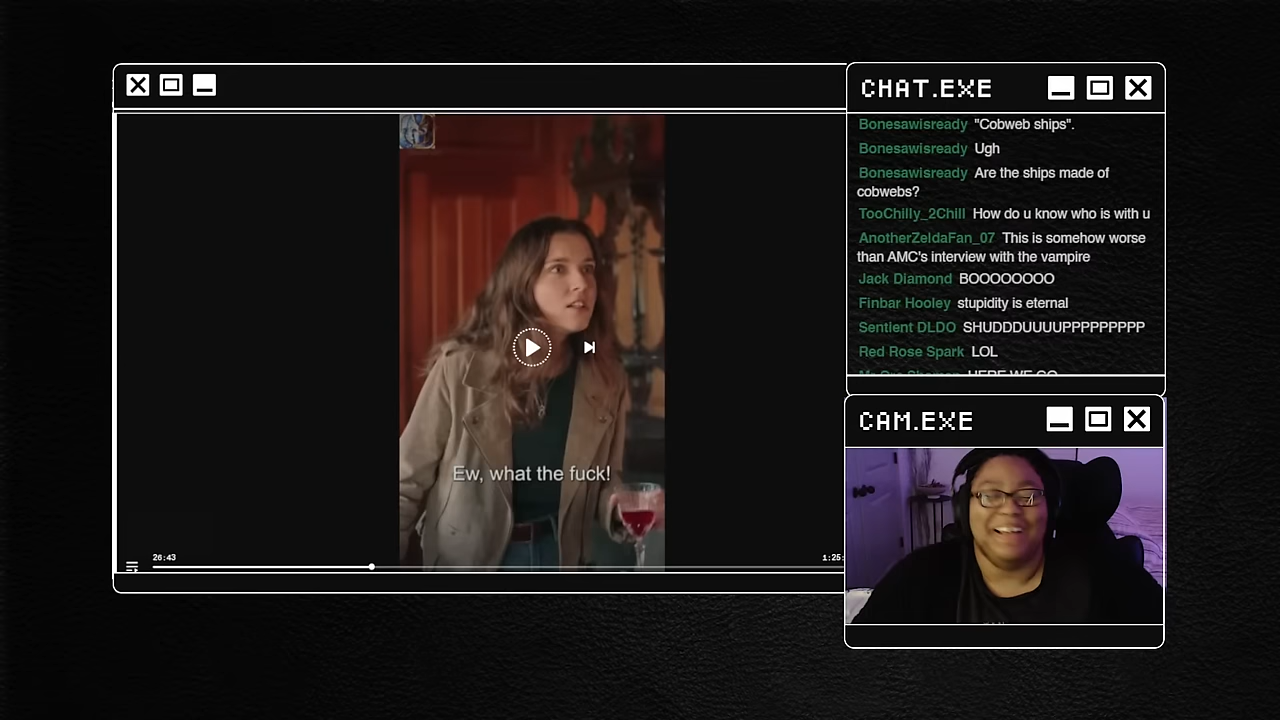 CHAT.EXE
Bonesawisready "Cobweb ships".
Bonesawisready Ugh
Bonesawisready Are the ships made of
cobwebs?
TooChilly_2Chill How do u know who is with u
AnotherZeldaFan_07 This is somehow worse
than AMC's interview with the vampire
Jack Diamond BOOOOOOOO
Finbar Hooley stupidity is eternal
Sentient DLDO SHUDDDUUUUPPPPPPPPP
Red Rose Spark LOL
HERE WE GO
Ew, what the fuck!
26:43
1:25:
CAM.EXE